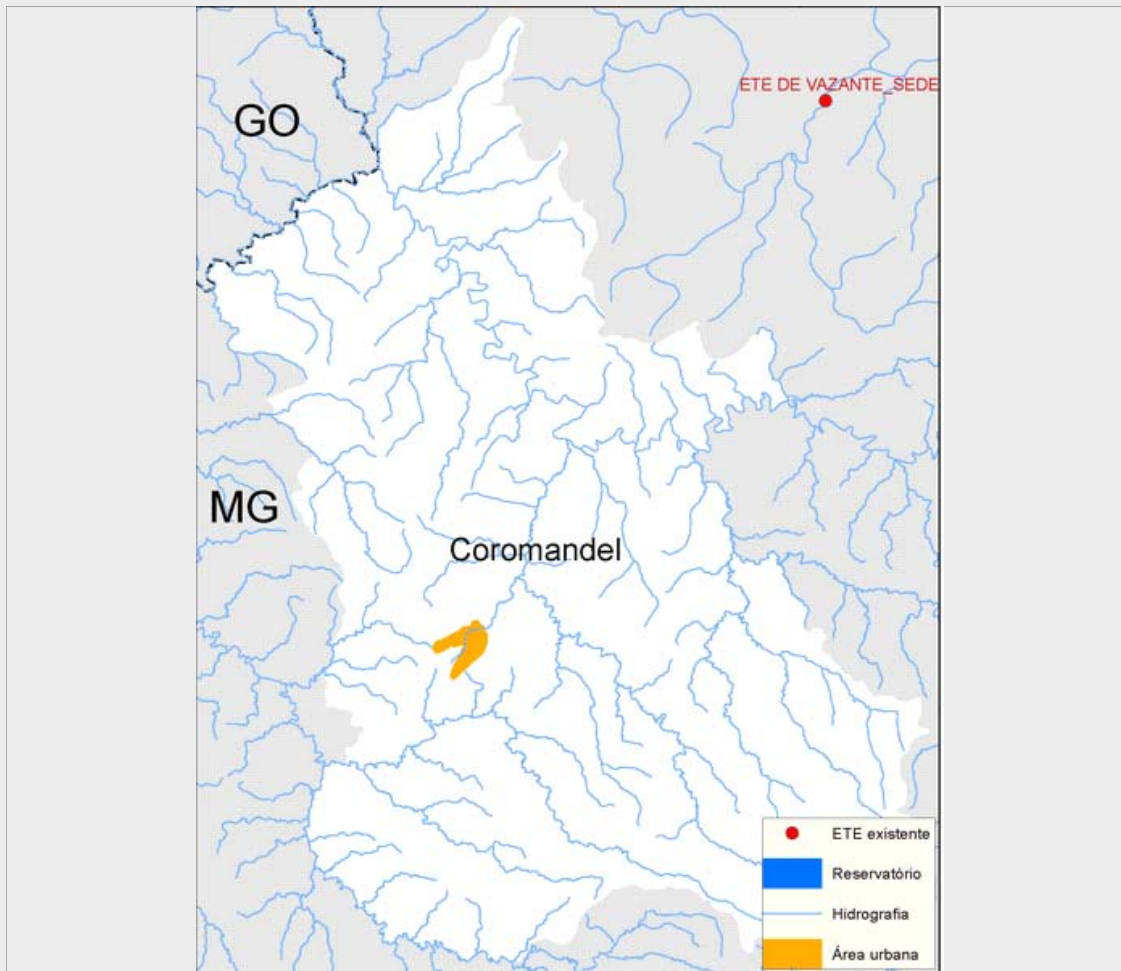 ETE DE VAZANTE_SEDE
GO
MG
Coromandel
ETE existente
Reservatório
Hidrografia
Área urbana